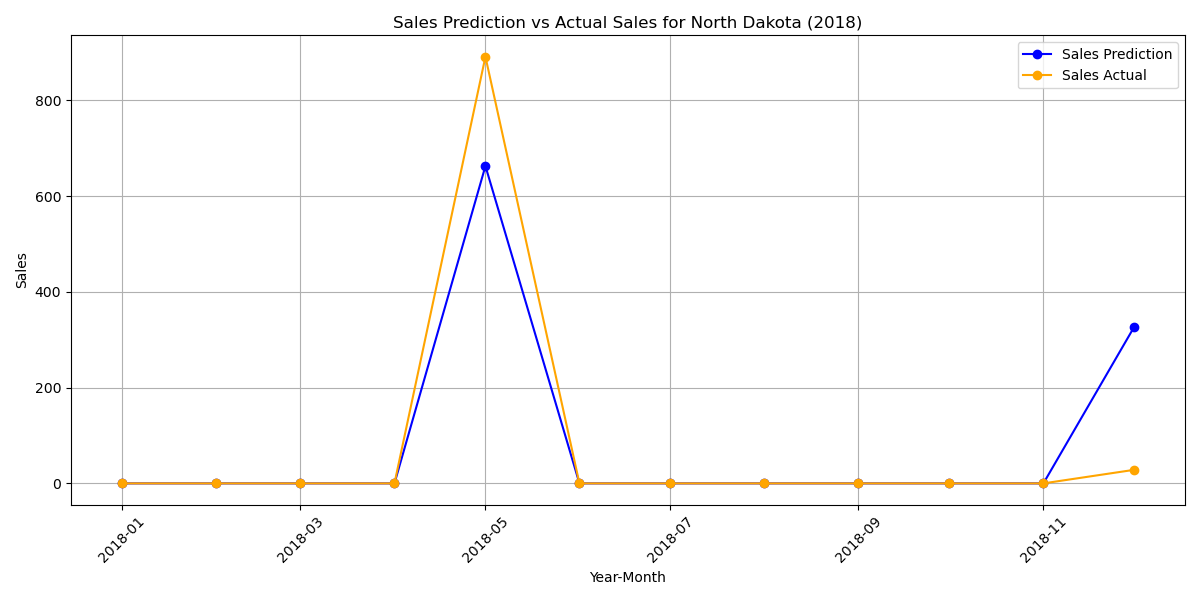 Sales Prediction vs Actual Sales for North Dakota (2018)
Sales Prediction
Sales Actual
Sales
800
600
400
200
0
2018-01
2018-03
2018-05
2018-07
2018-09
2018-11
Year-Month